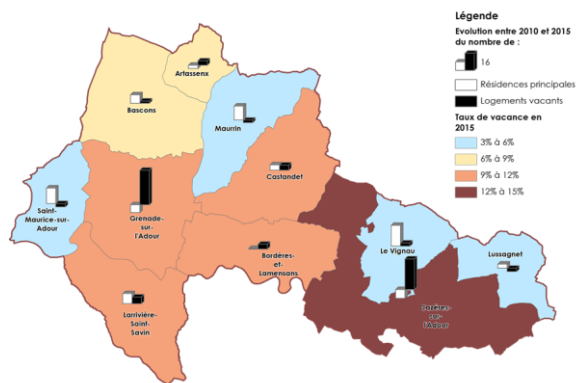 Légende
Evolution entre 2010 et 2015
du nombre de :
16
Résidences principales
Logements vacants
Taux de vacance en
2015
3% à 6%
6% à 9%
9% à 12%
12% à 15%
Artassenx
Bascons
Maurrin
Castandet
Saint-
Maurice-sur-
Adour
Grenade-
sur-
l'Adour
Bordères-
et-
Lamensans
Le Vignau
Lussagnet
Cazères-
sur-
l'Adour
Larrivière-
Saint-
Savin